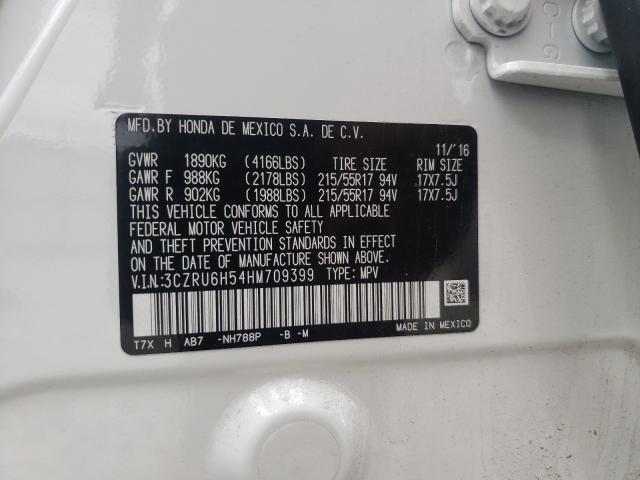 C-G
MFD.BY HONDA DE MEXICO S.A. DE C.V.
11/'16
GVWR 1890KG (4166LBS) TIRE SIZE RIM SIZE
GAWR F 988KG (2178LBS) 215/55R17 94V 17X7.5J
GAWR R 902KG (1988LBS) 215/55R17 94V 17X7.5J
THIS VEHICLE CONFORMS TO ALL APPLICABLE
FEDERAL MOTOR VEHICLE SAFETY
AND THEFT PREVENTION STANDARDS IN EFFECT
ON THE DATE OF MANUFACTURE SHOWN ABOVE.
V.I.N.:3CZRU6H54HM709399 TYPE: MPV
MADE IN MEXICO
T7X H AB7 -NH788P -B -M